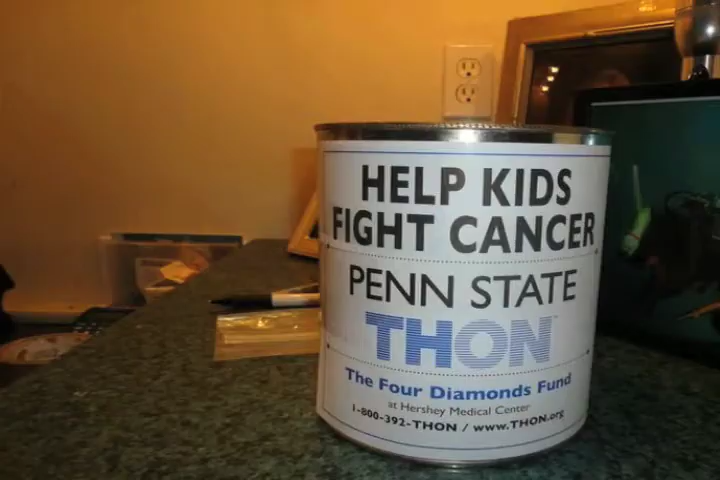 HELP KIDS
FIGHT CANCER
PENN STATE
THON™
The Four Diamonds Fund
at Hershey Medical Center
1-800-392-THON / www.THON.org